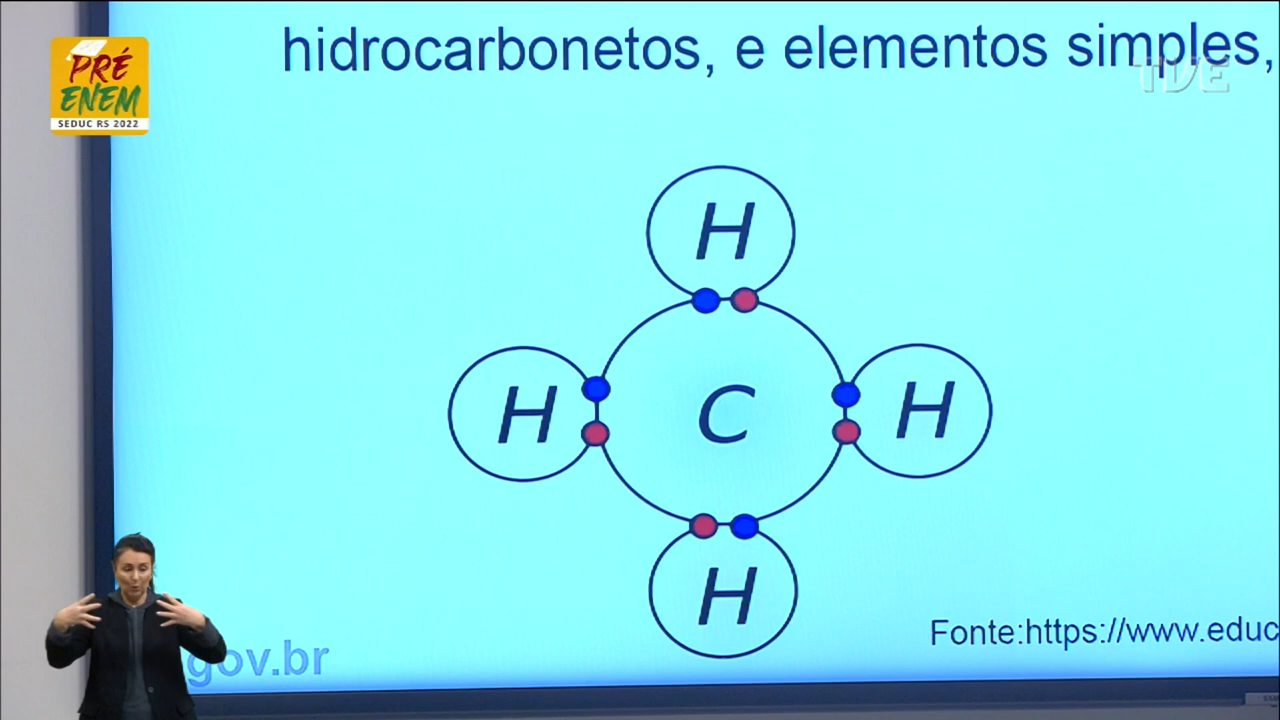 PRÉ
ENEM
SEDUC RS 2022
hidrocarbonetos, e elementos simples,
TVE
H
H C H
H
Fonte:https://www.educ
gov.br